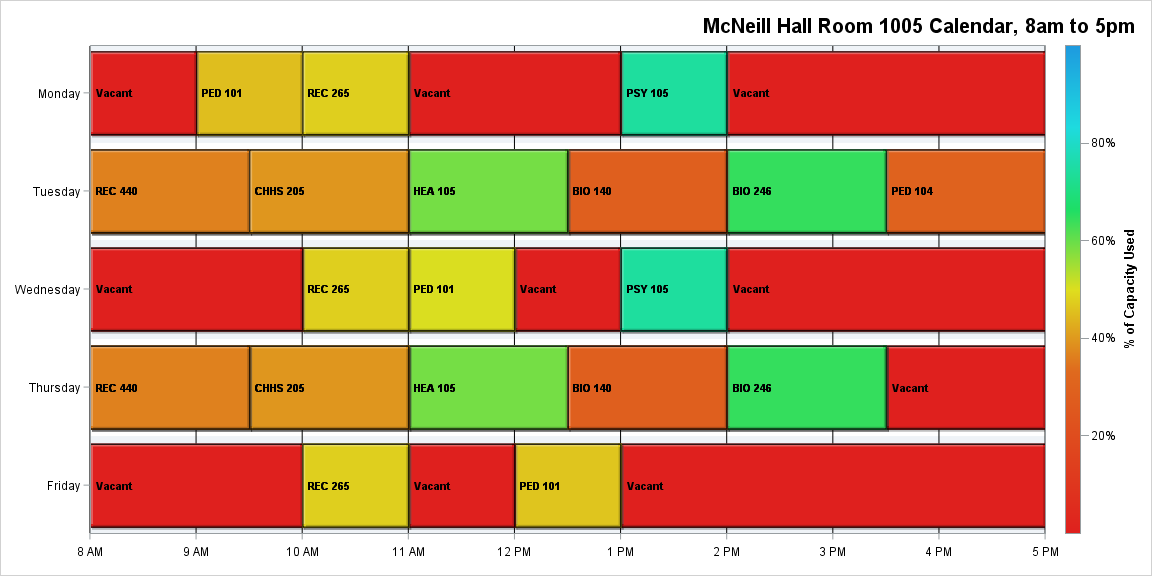 McNeill Hall Room 1005 Calendar, 8am to 5pm
Monday
Vacant
PED 101
REC 265
Vacant
PSY 105
Vacant
Tuesday
REC 440
CHHS 205
HEA 105
BIO 140
BIO 246
PED 104
Wednesday
Vacant
REC 265
PED 101
Vacant
PSY 105
Vacant
Thursday
REC 440
CHHS 205
HEA 105
BIO 140
BIO 246
Vacant
Friday
Vacant
REC 265
Vacant
PED 101
Vacant
8 AM
9 AM
10 AM
11 AM
12 PM
1 PM
2 PM
3 PM
4 PM
5 PM
80%
60%
40%
20%
% of Capacity Used